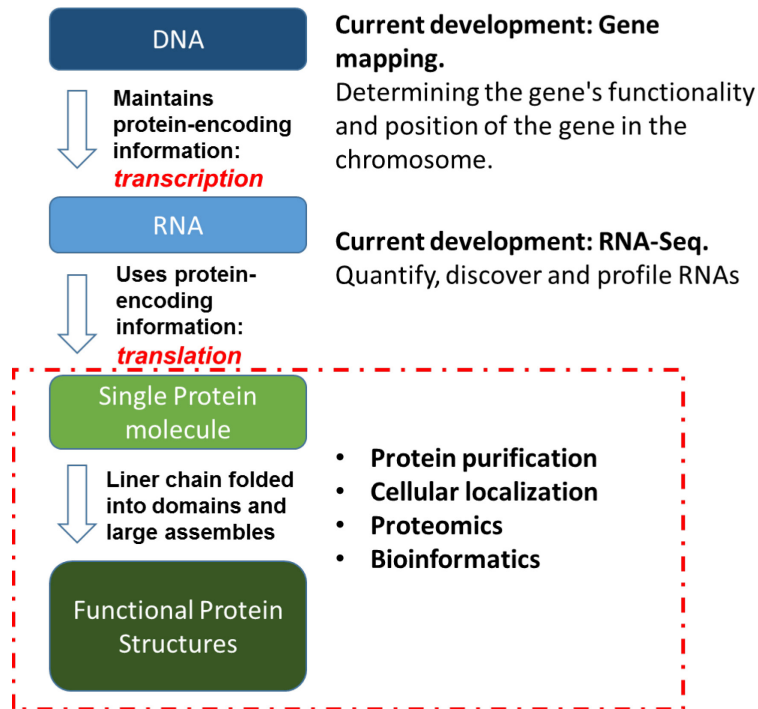 DNA
Current development: Gene
mapping.
Determining the gene's functionality
and position of the gene in the
chromosome.
Maintains
protein-encoding
information:
transcription
RNA
Current development: RNA-Seq.
Quantify, discover and profile RNAs
Uses protein-
encoding
information:
translation
Single Protein
molecule
Liner chain folded
into domains and
large assembles
• Protein purification
• Cellular localization
• Proteomics
• Bioinformatics
Functional Protein
Structures